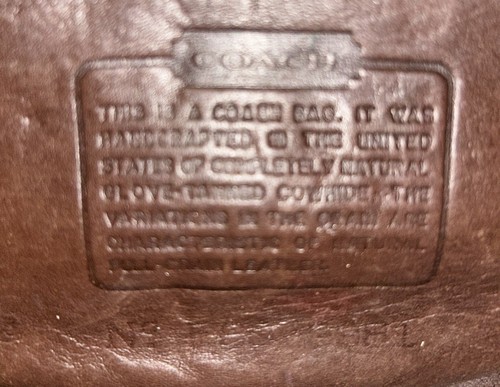 COACH
THIS IS A COACH BAG. IT WAS
HANDCRAFTED IN THE UNITED
STATES OF COMPLETELY NATURAL
GLOVE-TANNED COWHIDE. THE
VARIATIONS IN THE GRAIN ARE
CHARACTERISTIC OF NATURAL
FULL GRAIN LEATHER.